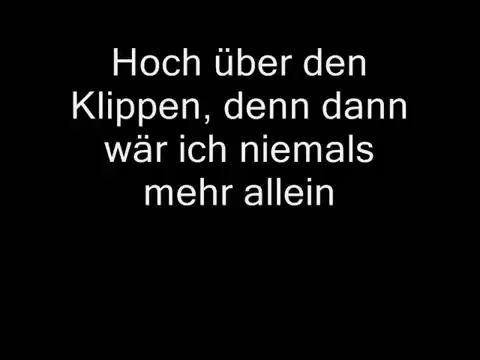 Hoch über den
Klippen, denn dann
wär ich niemals
mehr allein